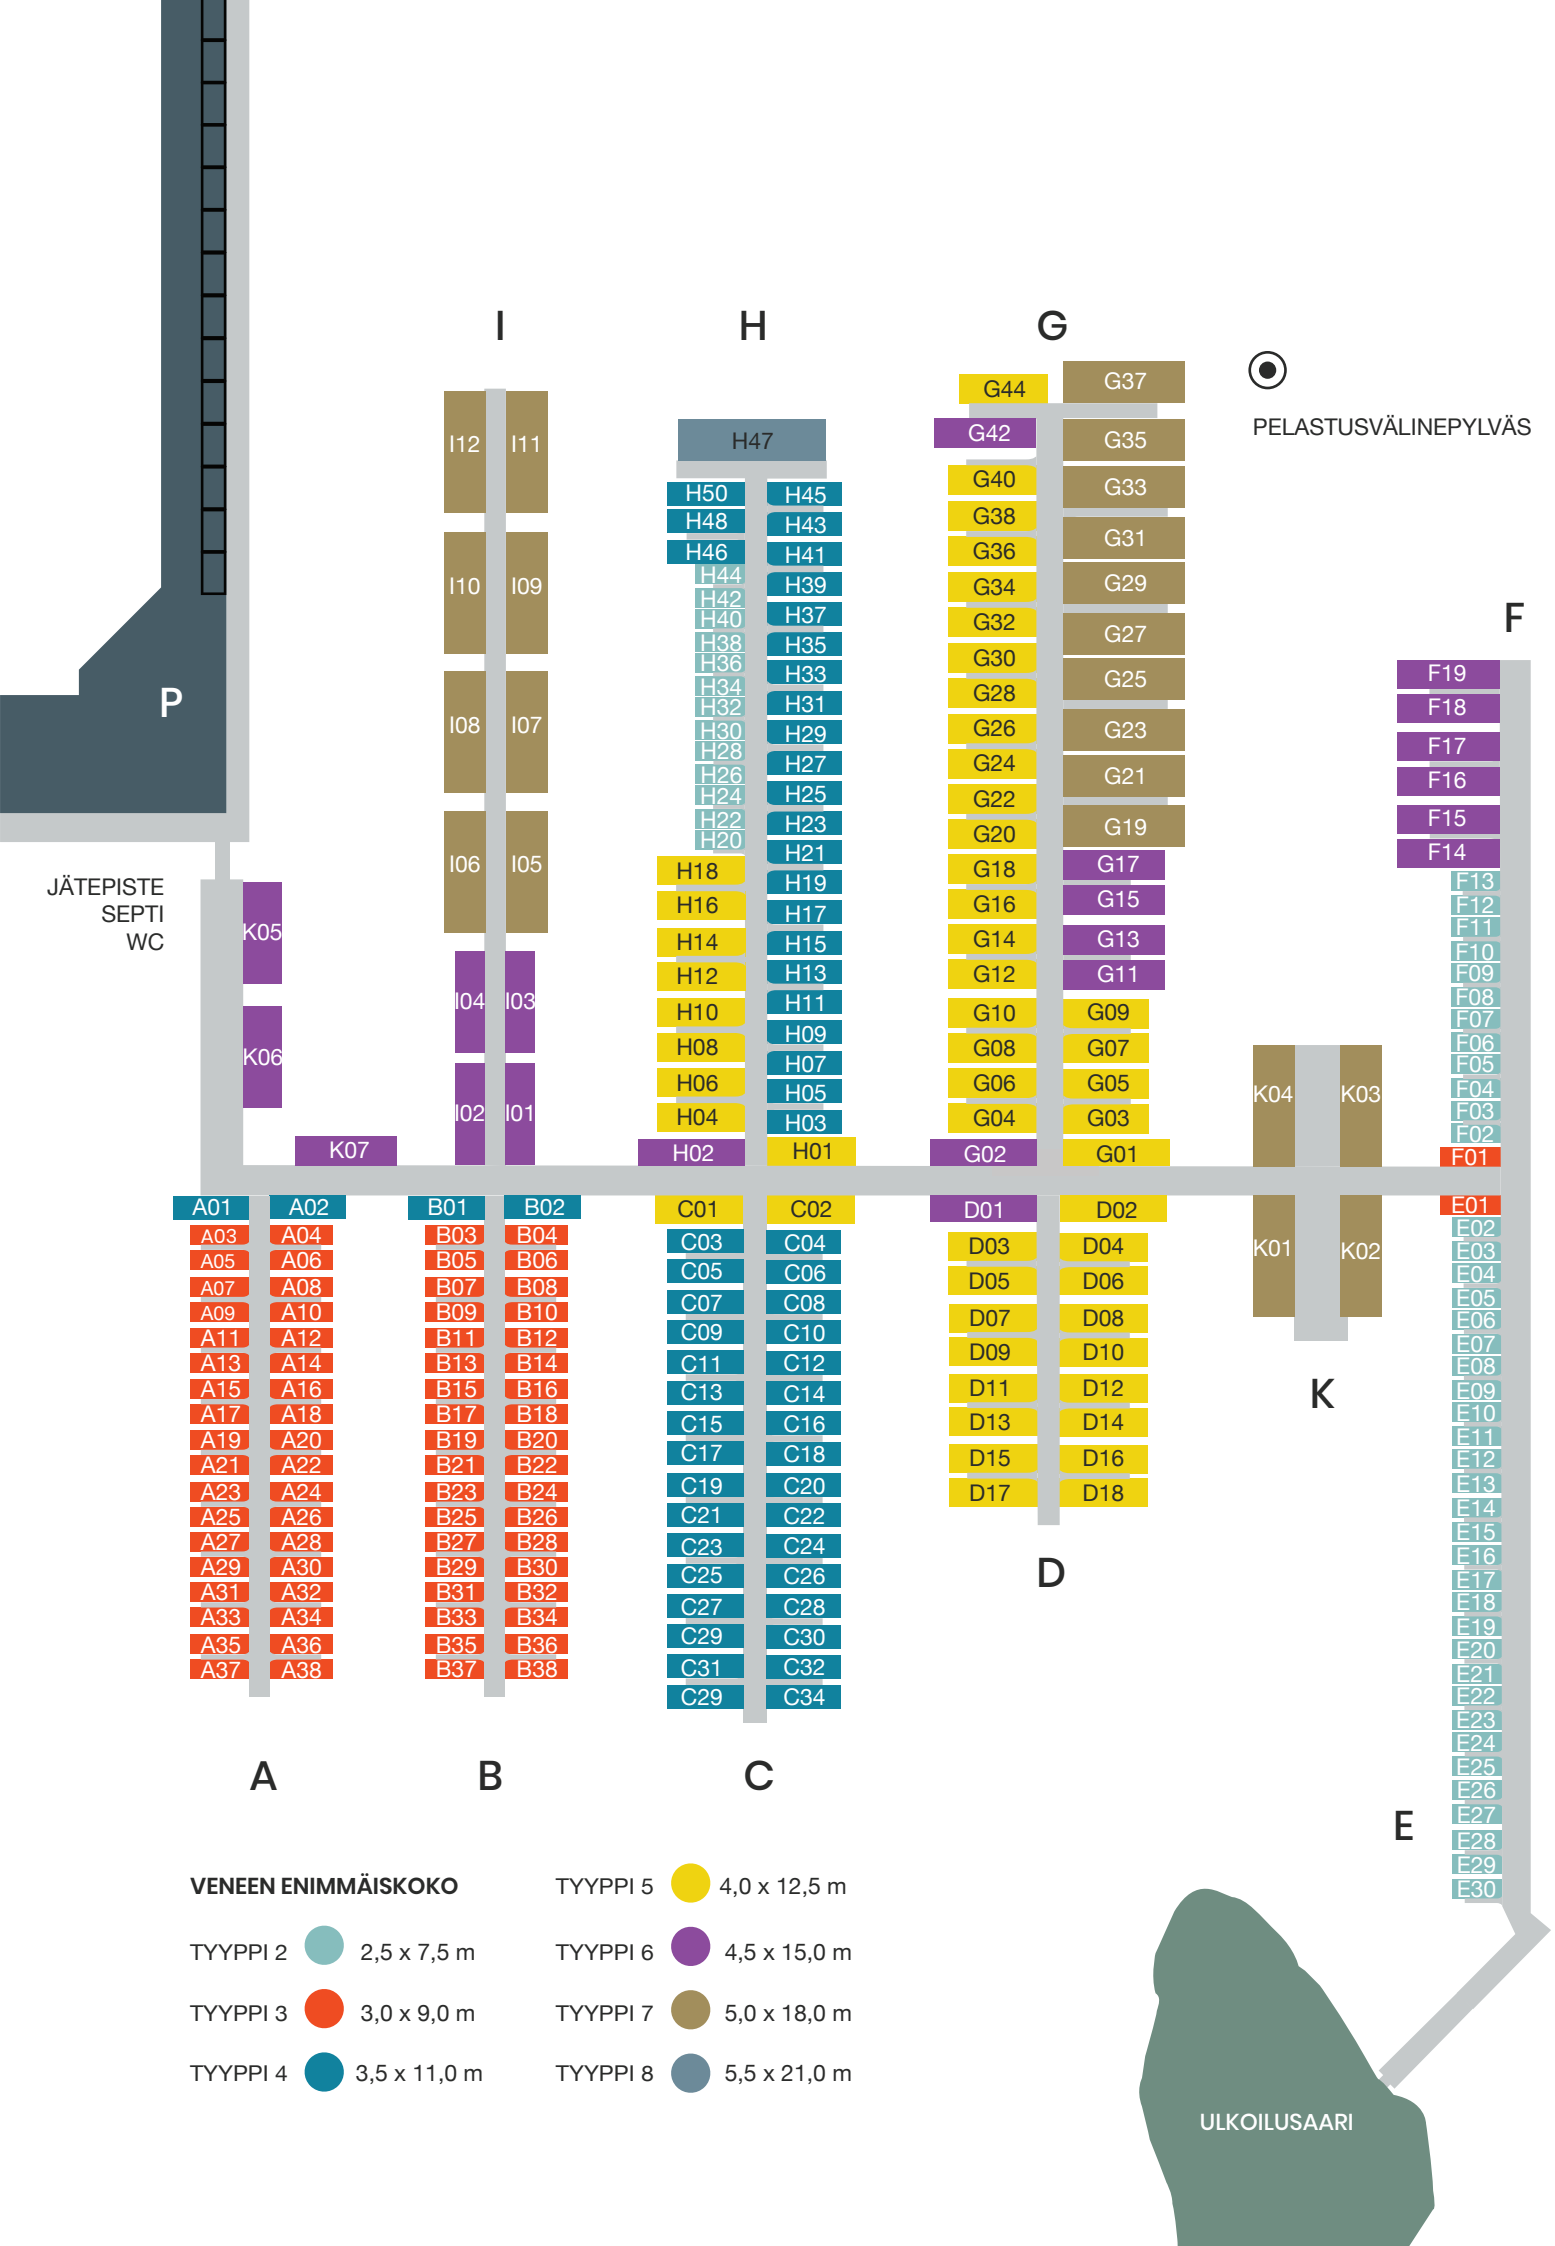 I
H
G
G44
G37
PELASTUSVÄLINEPYLVÄS
I12
I11
H47
G42
G35
G40
G33
H50
H45
H48
H43
G38
G31
H46
H41
G36
H44
H39
G34
G29
I10
I09
H42
H40
H37
G32
G27
F
H38
H35
H36
H33
G30
G25
F19
P
H34
H31
G28
F18
H32
I08
I07
H30
H29
G26
G23
F17
H28
H27
G24
G21
F16
H26
H24
H25
G22
H22
H23
G20
G19
F15
H20
H21
F14
I06
I05
H18
H19
G18
G17
F13
JÄTEPISTE
SEPTI
WC
K05
H16
H17
G16
G15
F12
F11
H14
H15
G14
G13
F10
H12
H13
G12
G11
F09
I04
I03
H11
F08
H10
H09
G10
G09
F07
K06
H08
H07
G08
G07
F06
F05
H06
H05
G06
G05
K04
K03
F04
I02
I01
H04
H03
G04
G03
F03
F02
K07
H02
H01
G02
G01
F01
A01
A02
B01
B02
C01
C02
D01
D02
E01
A03
A04
B03
B04
C03
C04
D03
D04
K01
K02
E02
E03
A05
A06
B05
B06
C05
C06
D05
D06
E04
A07
A08
B07
B08
C07
C08
E05
A09
A10
B09
B10
D07
D08
E06
A11
A12
B11
B12
C09
C10
D09
D10
E07
A13
A14
B13
B14
C11
C12
E08
A15
A16
B15
B16
C13
C14
D11
D12
K
E09
A17
A18
B17
B18
C15
C16
D13
D14
E10
A19
A20
B19
B20
C17
C18
D15
D16
E11
E12
A21
A22
B21
B22
C19
C20
D17
D18
E13
A23
A24
B23
B24
C21
C22
E14
A25
A26
B25
B26
E15
A27
A28
B27
B28
C23
C24
E16
A29
A30
B29
B30
C25
C26
D
E17
A31
A32
B31
B32
C27
C28
E18
A33
A34
B33
B34
C29
C30
E19
A35
A36
B35
B36
E20
A37
A38
B37
B38
C31
C32
E21
C29
C34
E22
E23
E24
A
B
C
E25
E26
E
E27
E28
E29
E30
VENEEN ENIMMÄISKOKO
TYYPPI 2
2,5 x 7,5 m
TYYPPI 3
3,0 x 9,0 m
TYYPPI 4
3,5 x 11,0 m
TYYPPI 5
4,0 x 12,5 m
TYYPPI 6
4,5 x 15,0 m
TYYPPI 7
5,0 x 18,0 m
TYYPPI 8
5,5 x 21,0 m
ULKOILUSAARI